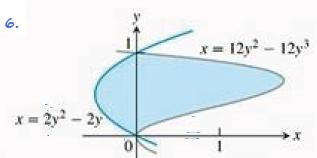 6.
y
1
x = 12y² – 12y³
x = 2y² – 2y
0
1
x